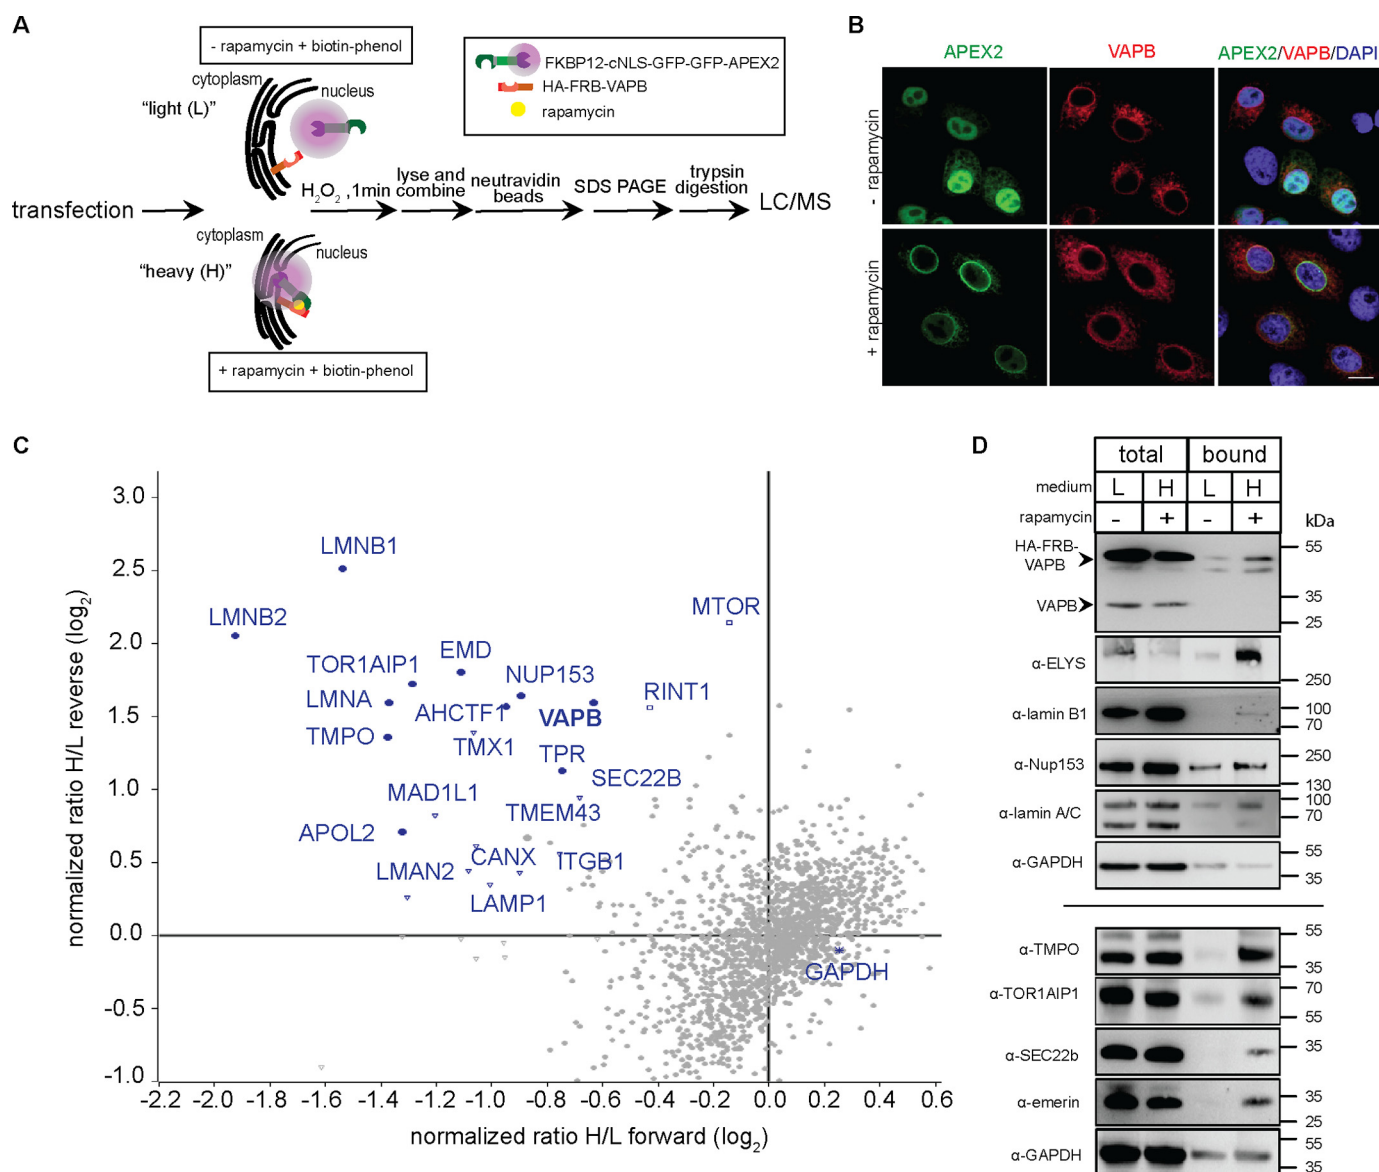 A
- rapamycin + biotin-phenol
cytoplasm
nucleus
"light (L)"
FKBP12-cNLS-GFP-GFP-APEX2
HA-FRB-VAPB
rapamycin
transfection
H2O2 ,1min
lyse and
combine
neutravidin
beads
SDS PAGE
trypsin
digestion
LC/MS
cytoplasm
nucleus
"heavy (H)"
+ rapamycin + biotin-phenol
B
APEX2
VAPB
APEX2/VAPB/DAPI
- rapamycin
+ rapamycin
C
normalized ratio H/L reverse (log2)
3.0
2.5
2.0
1.5
1.0
0.5
0.0
-0.5
-1.0
LMNB1
LMNB2
MTOR
EMD
TOR1AIP1
NUP153
RINT1
LMNA
AHCTF1
VAPB
TMPO
TMX1
TPR
SEC22B
MAD1L1
TMEM43
APOL2
LMAN2
CANX
ITGB1
LAMP1
GAPDH
-2.2 -2.0 -1.8 -1.6 -1.4 -1.2 -1.0 -0.8 -0.6 -0.4 -0.2 0.0 0.2 0.4 0.6
normalized ratio H/L forward (log2)
D
total bound
medium L H L H
rapamycin - + - + kDa
HA-FRB-
VAPB
VAPB
55
35
25
α-ELYS
250
α-lamin B1
100
70
α-Nup153
250
130
α-lamin A/C
100
70
α-GAPDH
55
35
α-TMPO
55
35
α-TOR1AIP1
70
55
α-SEC22b
35
α-emerin
35
25
α-GAPDH
55
35